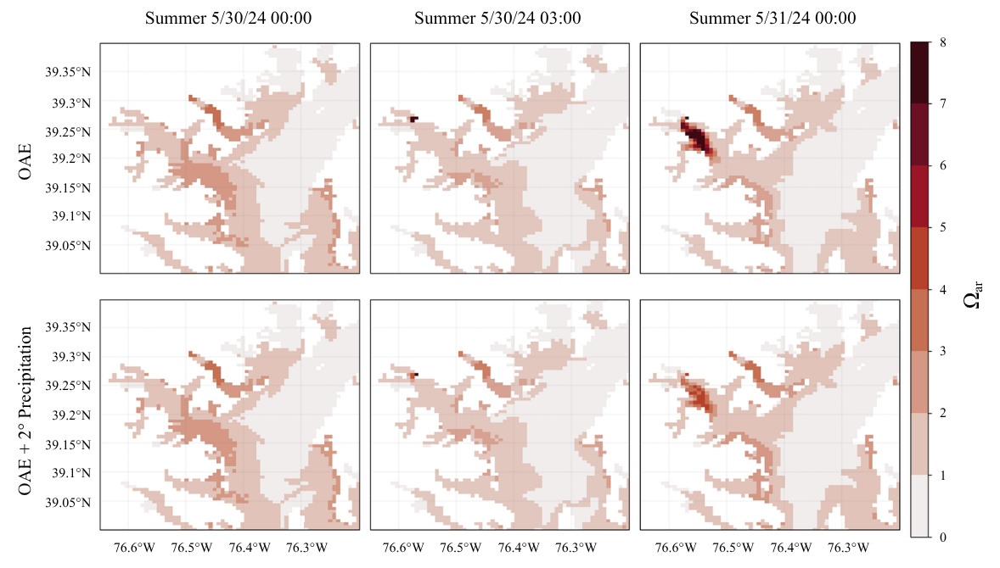 Summer 5/30/24 00:00 Summer 5/30/24 03:00 Summer 5/31/24 00:00
OAE
39.35°N
39.3°N
39.25°N
39.2°N
39.15°N
39.1°N
39.05°N
OAE + 2° Precipitation
39.35°N
39.3°N
39.25°N
39.2°N
39.15°N
39.1°N
39.05°N
76.6°W 76.5°W 76.4°W 76.3°W 76.6°W 76.5°W 76.4°W 76.3°W 76.6°W 76.5°W 76.4°W 76.3°W
8
7
6
5
4
3
2
1
0
Ωar